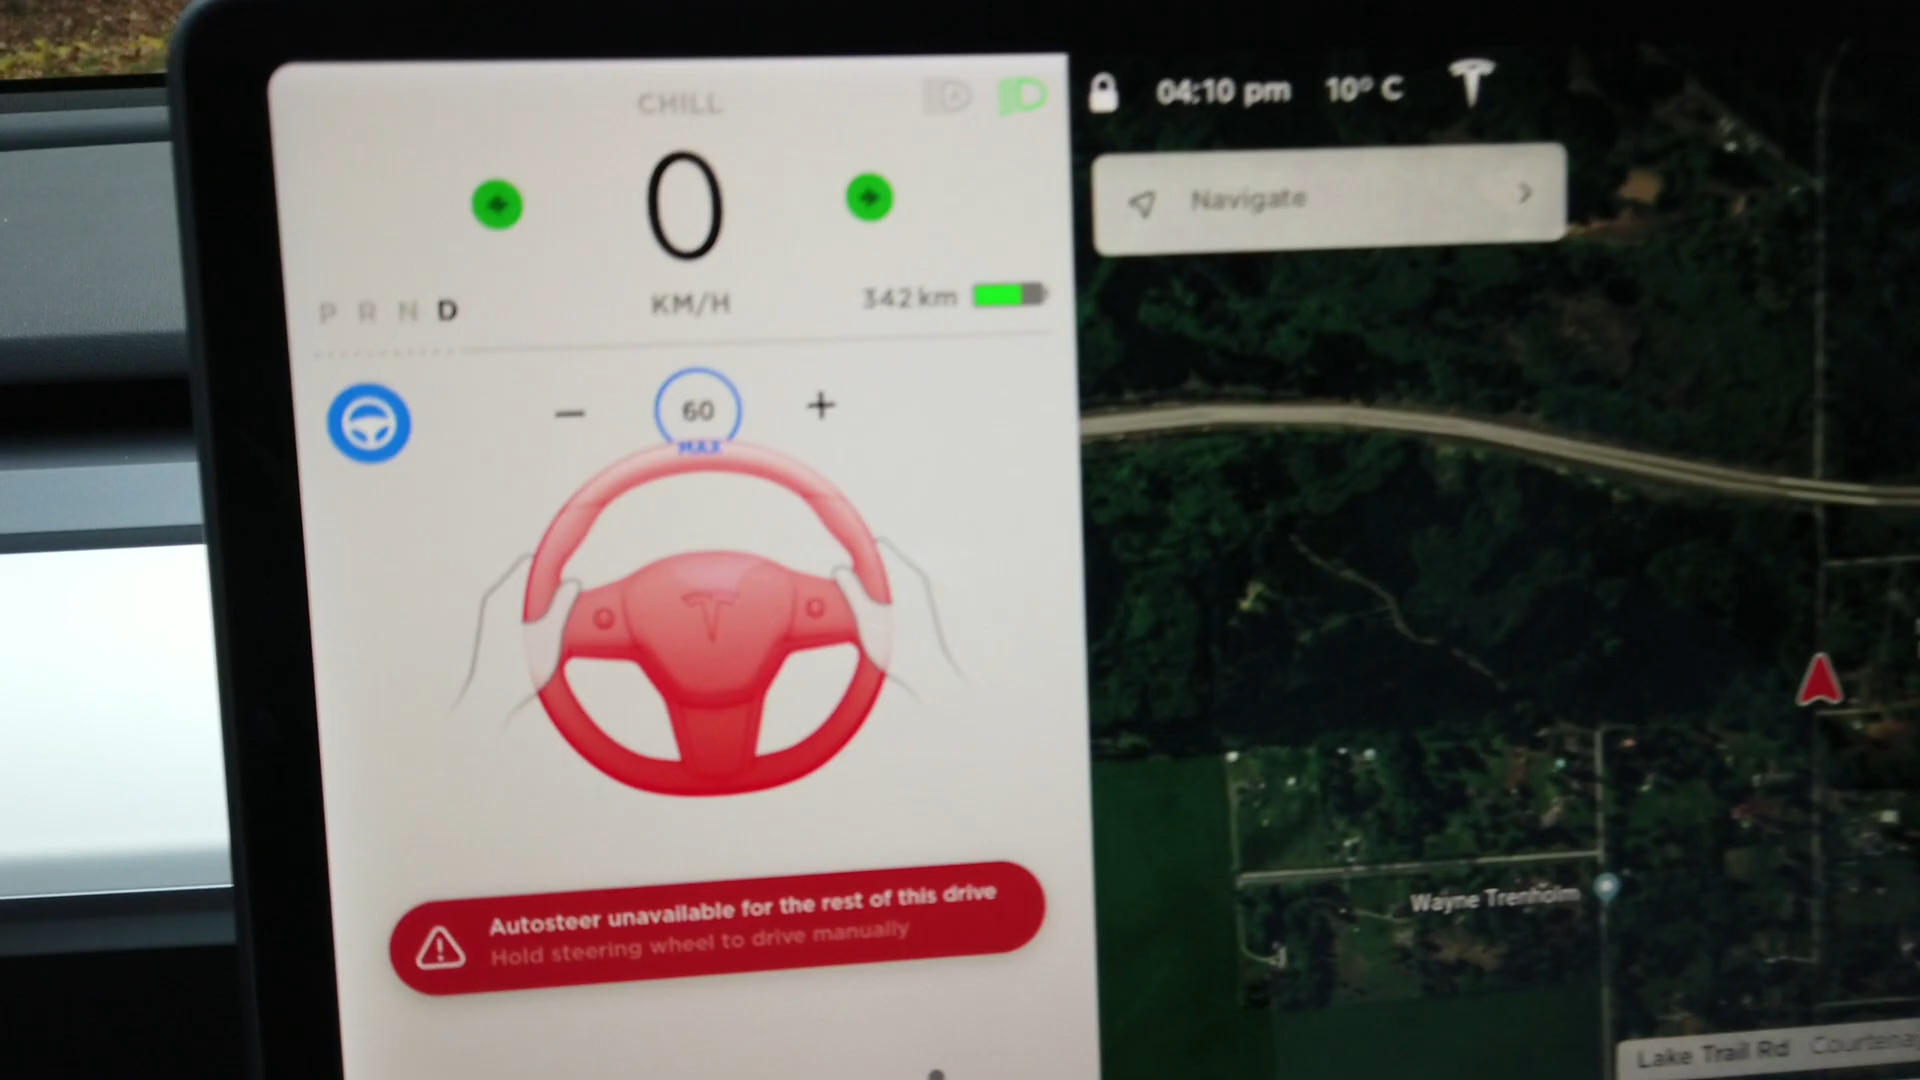 CHILL
04:10 pm
10° C
0
Navigate
P R N D
KM/H
342 km
60
MAX
Autosteer unavailable for the rest of this drive
Hold steering wheel to drive manually
Wayne Trenholm
Lake Trail Rd